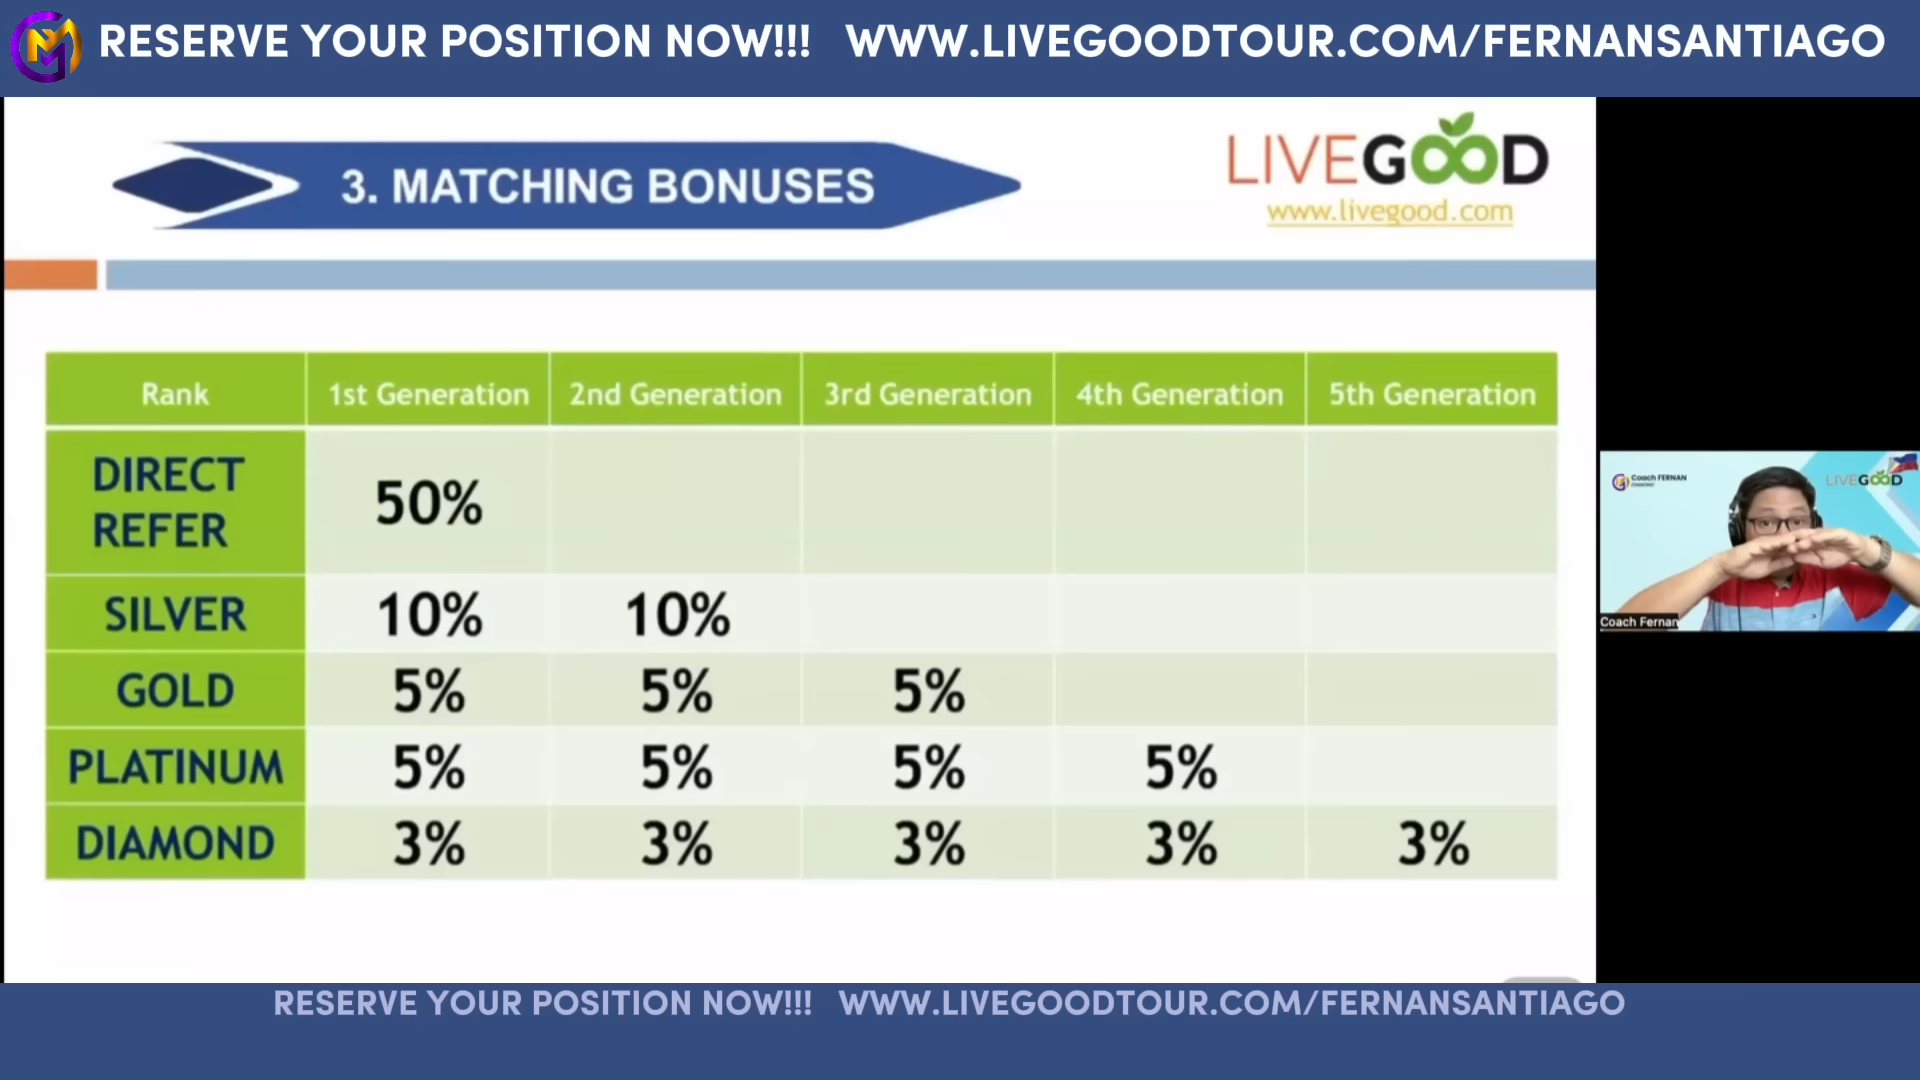 RESERVE YOUR POSITION NOW!!! WWW.LIVEGOODTOUR.COM/FERNANSANTIAGO
3. MATCHING BONUSES
LIVEGOOD
www.livegood.com
Rank 1st Generation 2nd Generation 3rd Generation 4th Generation 5th Generation
DIRECT
REFER
50%
SILVER 10% 10%
GOLD 5% 5% 5%
PLATINUM 5% 5% 5% 5%
DIAMOND 3% 3% 3% 3% 3%
Coach FERNAN
LIVEGOOD
Coach Fernan
RESERVE YOUR POSITION NOW!!! WWW.LIVEGOODTOUR.COM/FERNANSANTIAGO